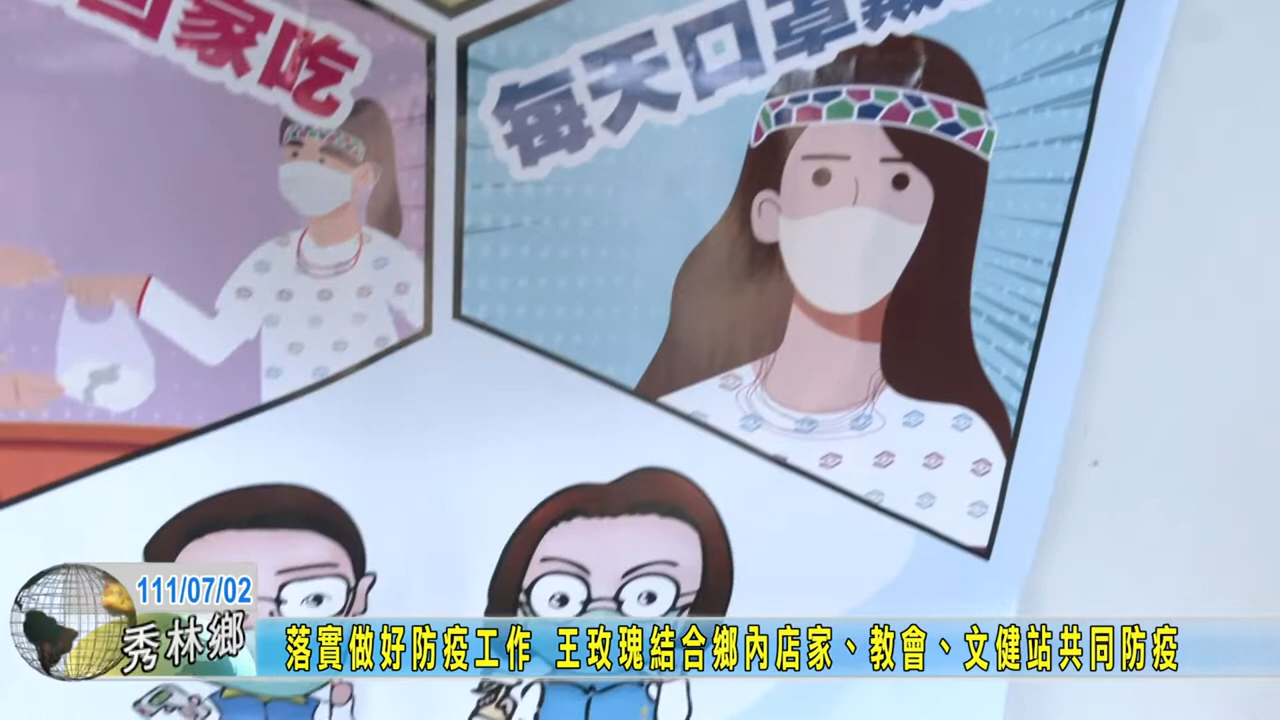 回家吃
每天口罩戴
111/07/02
秀林鄉
落實做好防疫工作 王玫瑰結合鄉內店家、教會、文健站共同防疫